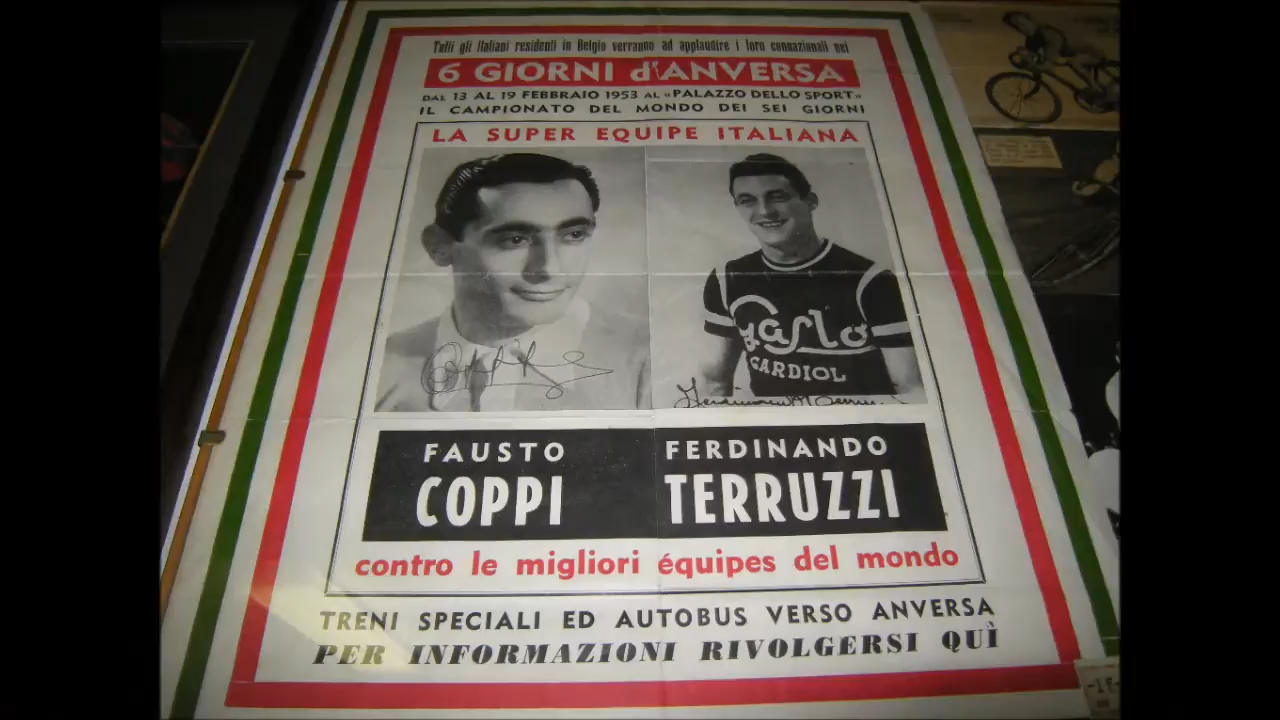 Tutti gli italiani residenti in Belgio verranno ad applaudire i loro connazionali nei
6 GIORNI d'ANVERSA
DAL 13 AL 19 FEBBRAIO 1953 AL «PALAZZO DELLO SPORT»
IL CAMPIONATO DEL MONDO DEI SEI GIORNI
LA SUPER EQUIPE ITALIANA
GARDIOL
FAUSTO
COPPI
FERDINANDO
TERRUZZI
contro le migliori équipes del mondo
TRENI SPECIALI ED AUTOBUS VERSO ANVERSA
PER INFORMAZIONI RIVOLGERSI QUÌ